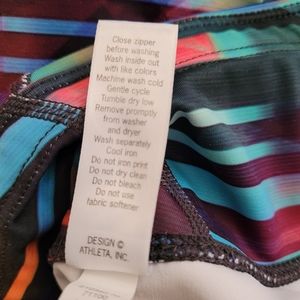 Close zipper
before washing
Wash inside out
with like colors
Machine wash cold
Gentle cycle
Tumble dry low
Remove promptly
from washer
and dryer
Wash separately
Cool iron
Do not iron print
Do not dry clean
Do not bleach
Do not use
fabric softener
DESIGN ©
ATHLETA, INC.